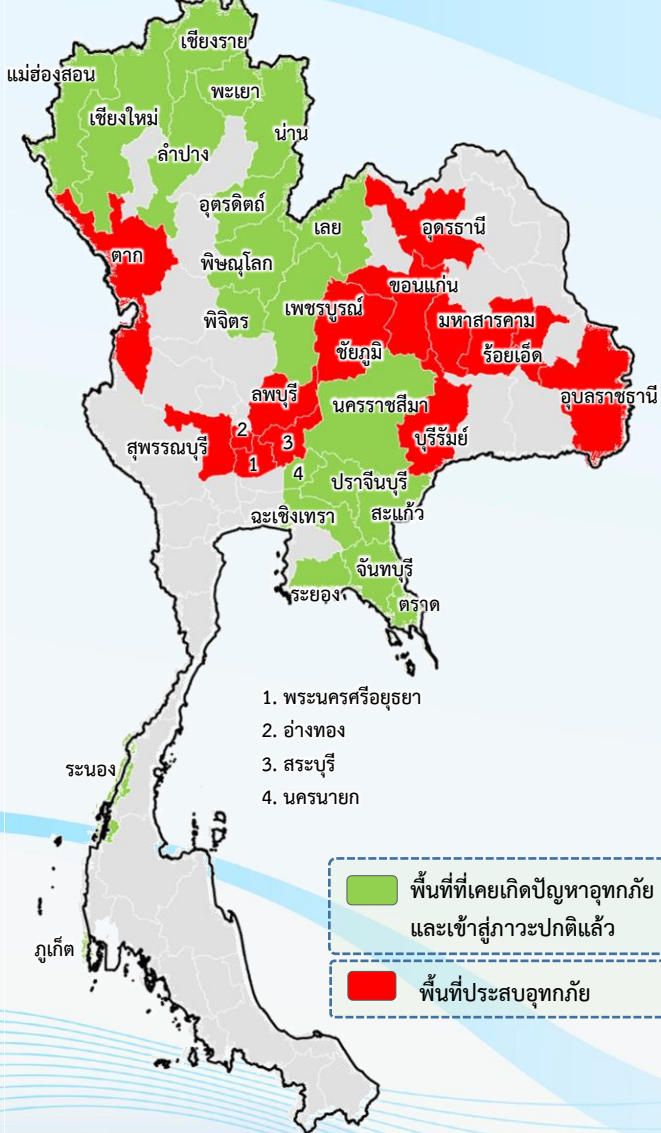 เชียงราย
แม่ฮ่องสอน
พะเยา
เชียงใหม่
น่าน
ลำปาง
อุตรดิตถ์
เลย
อุดรธานี
ตาก
พิษณุโลก
ขอนแก่น
เพชรบูรณ์
พิจิตร
มหาสารคาม
ชัยภูมิ
ร้อยเอ็ด
ลพบุรี
อุบลราชธานี
นครราชสีมา
2
สุพรรณบุรี
3
บุรีรัมย์
1
4
ปราจีนบุรี
ฉะเชิงเทรา
สะแก้ว
จันทบุรี
ระยอง
ตราด
1. พระนครศรีอยุธยา
2. อ่างทอง
3. สระบุรี
4. นครนายก
ระนอง
ภูเก็ต
พื้นที่ที่เคยเกิดปัญหาอุทกภัย
และเข้าสู่ภาวะปกติแล้ว
พื้นที่ประสบอุทกภัย